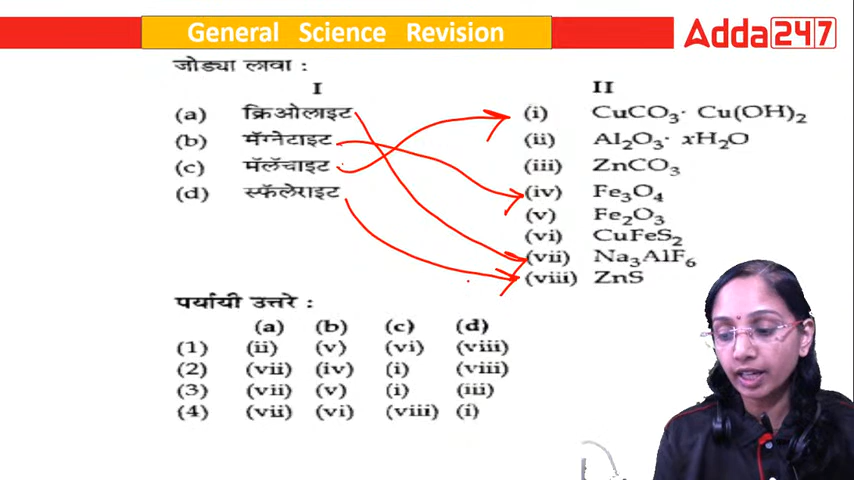 General Science Revision
Adda247
जोड्या लावा :
I II
(a) क्रिओलाइट (i) CuCO₃· Cu(OH)₂
(b) मॅग्नेटाइट (ii) Al₂O₃· xH₂O
(c) मॅलॅचाइट (iii) ZnCO₃
(d) स्फॅलेराइट (iv) Fe₃O₄
(v) Fe₂O₃
(vi) CuFeS₂
(vii) Na₃AlF₆
(viii) ZnS
पर्यायी उत्तरे :
(a) (b) (c) (d)
(1) (ii) (v) (vi) (viii)
(2) (vii) (iv) (i) (viii)
(3) (vii) (v) (i) (iii)
(4) (vii) (vi) (viii) (i)